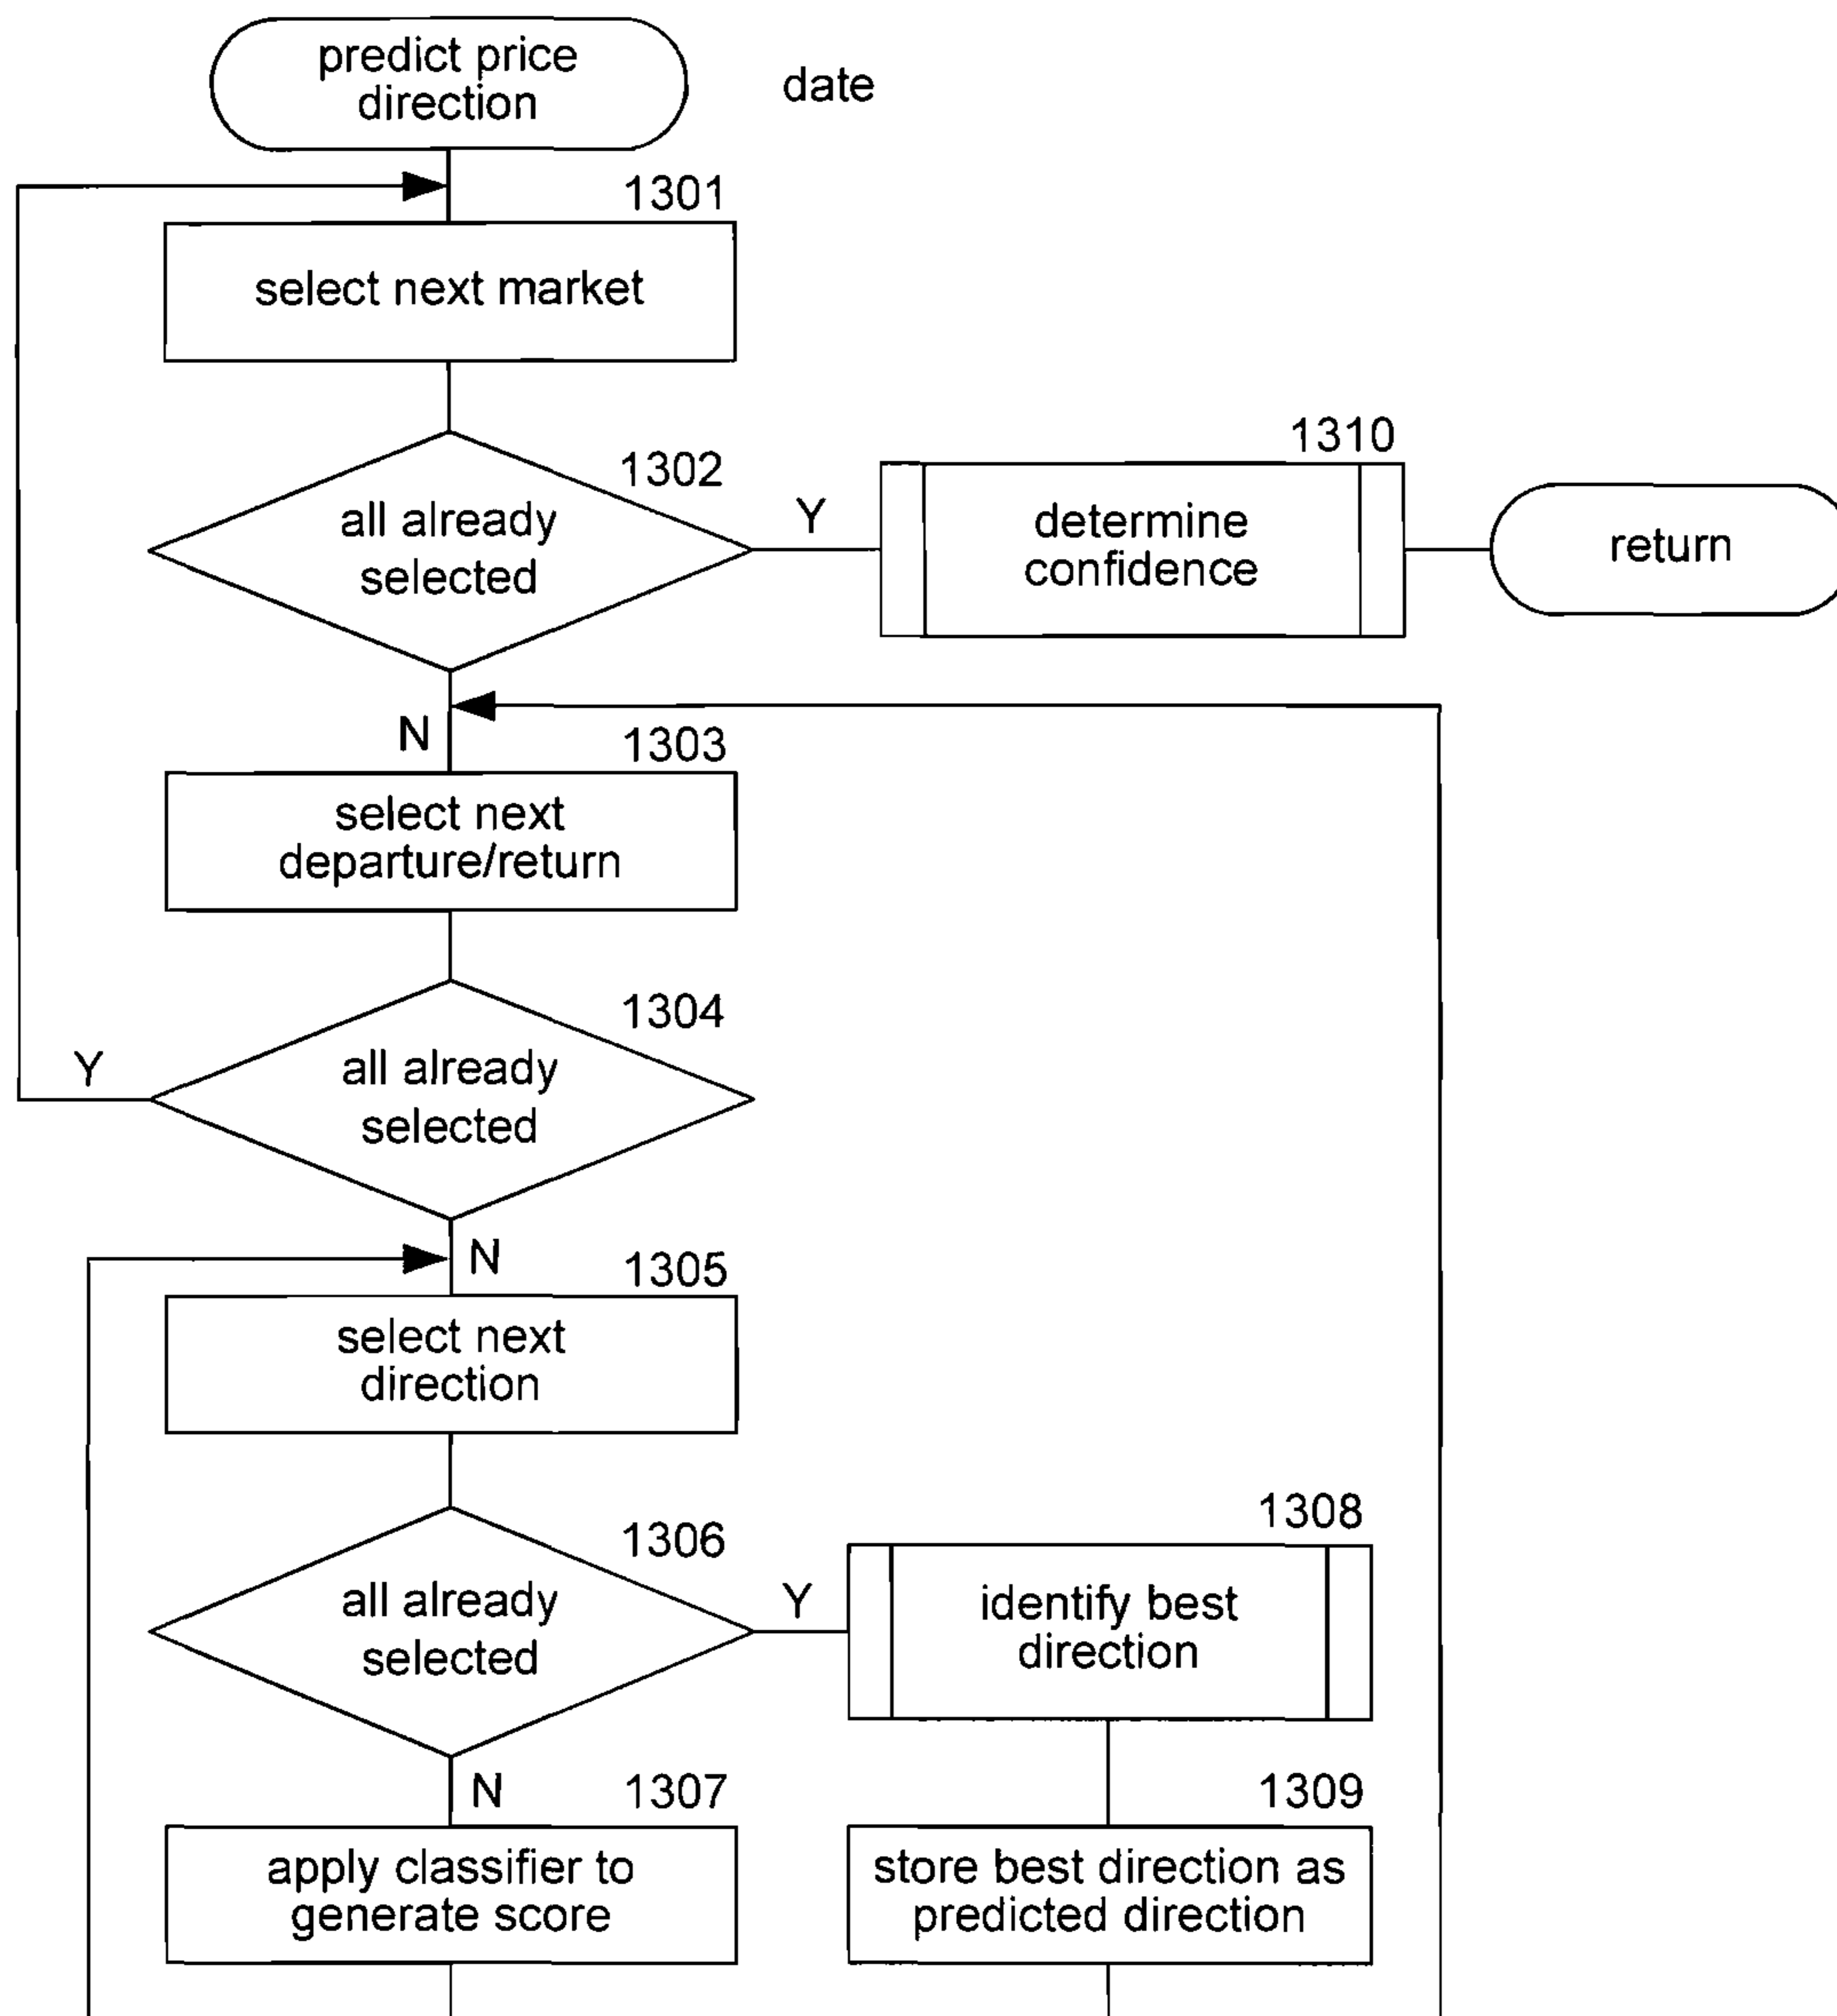 predict price
direction
date
1301
select next market
1302
all already
selected
Y
1310
determine
confidence
return
N
1303
select next
departure/return
1304
all already
selected
Y
N
1305
select next
direction
1306
all already
selected
Y
1308
identify best
direction
N
1307
apply classifier to
generate score
1309
store best direction as
predicted direction